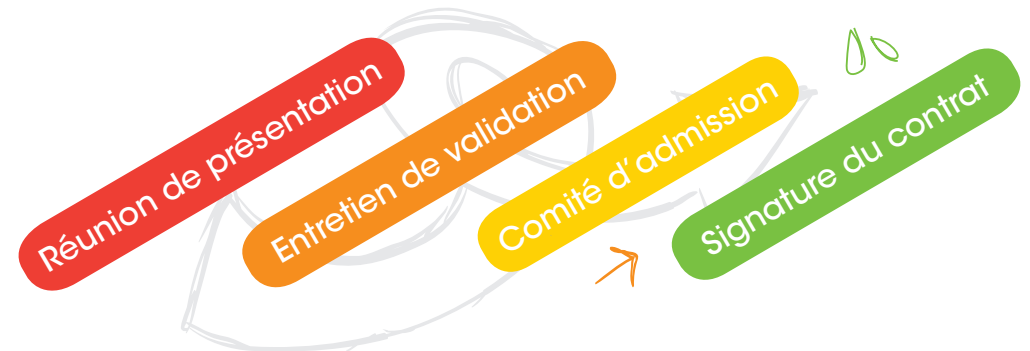 Réunion de présentation
Entretien de validation
Comité d'admission
Signature du contrat